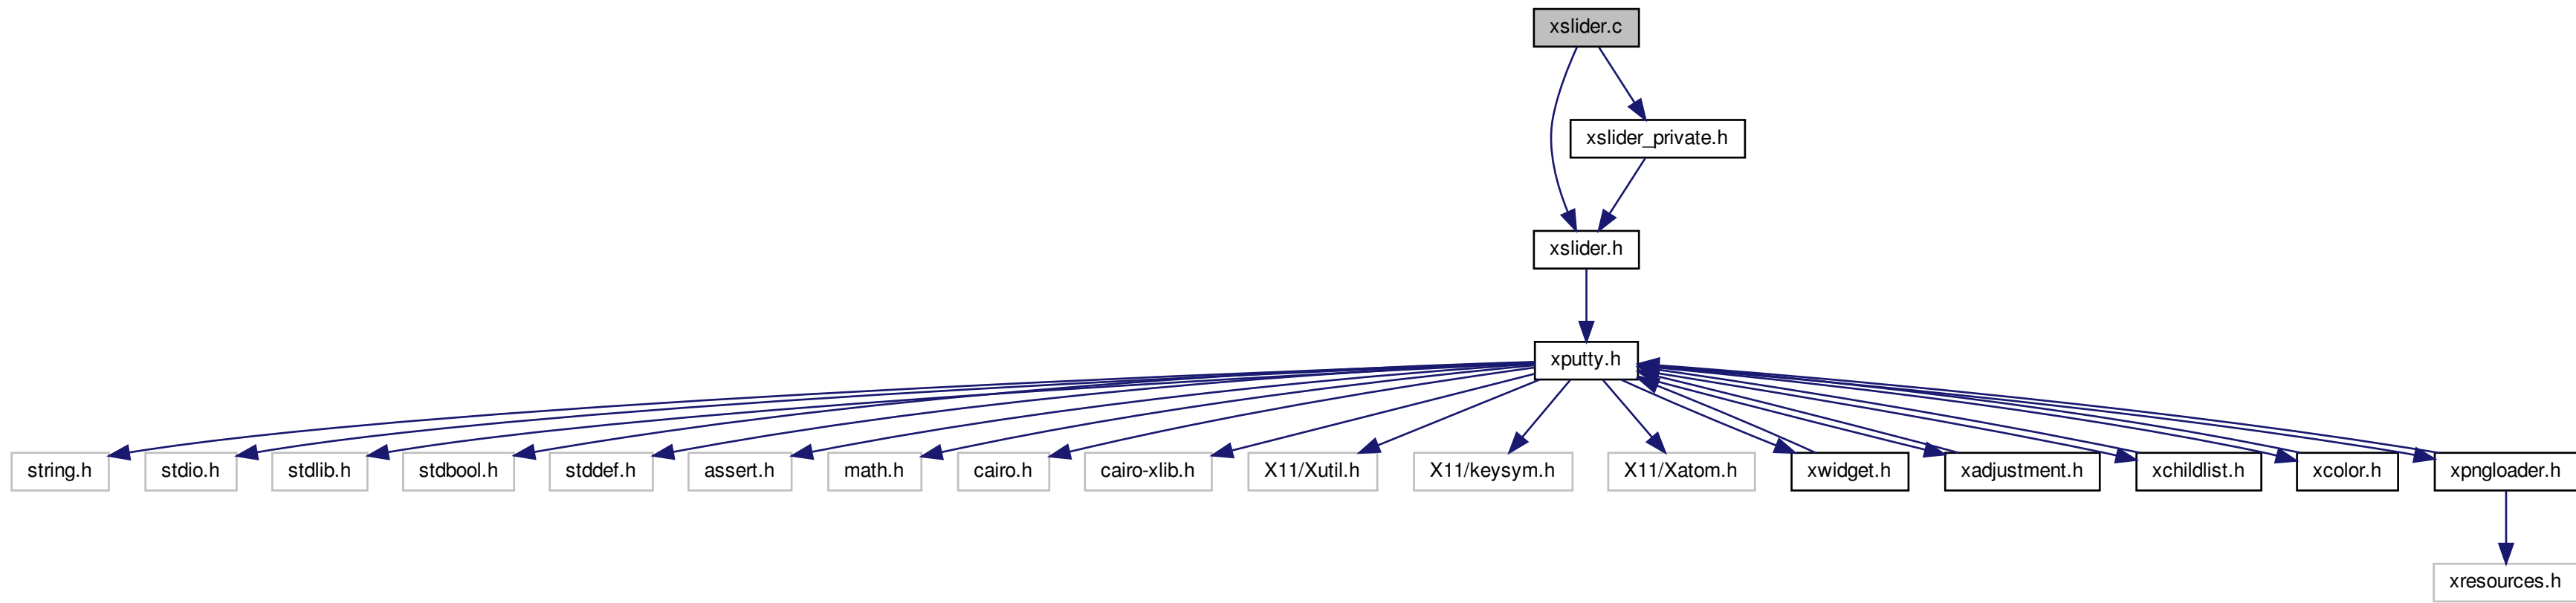 xslider.c
xslider_private.h
xslider.h
xputty.h
string.h
stdio.h
stdlib.h
stdbool.h
stddef.h
assert.h
math.h
cairo.h
cairo-xlib.h
X11/Xutil.h
X11/keysym.h
X11/Xatom.h
xwidget.h
xadjustment.h
xchildlist.h
xcolor.h
xpngloader.h
xresources.h